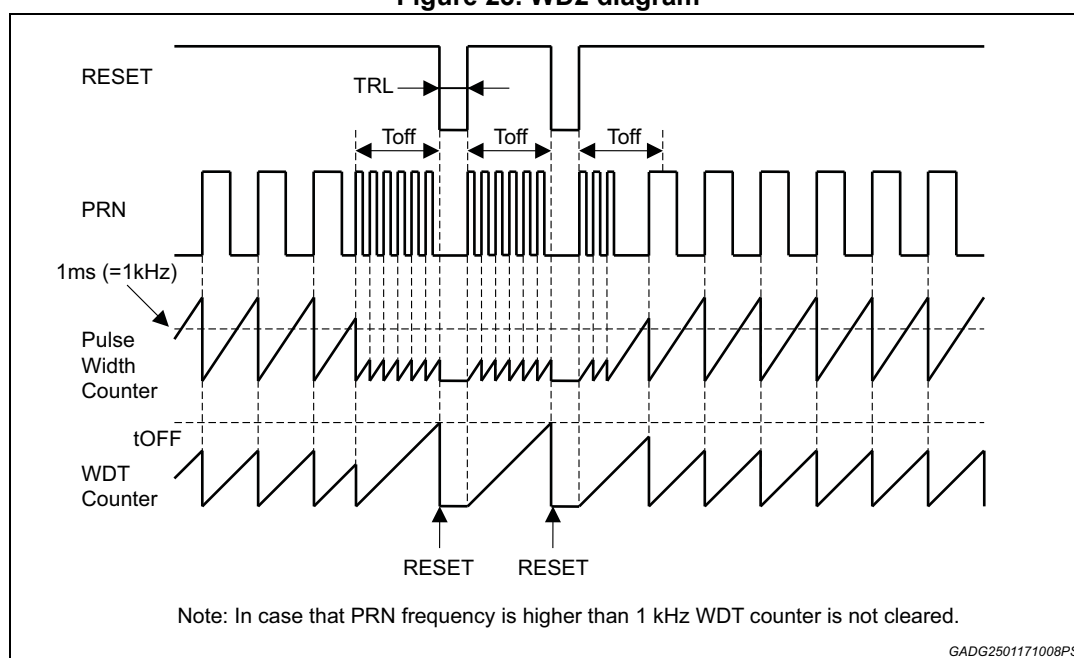 Figure 23. WD2 diagram
RESET
TRL
Toff Toff Toff
PRN
1ms (=1kHz)
Pulse
Width
Counter
tOFF
WDT
Counter
RESET RESET
Note: In case that PRN frequency is higher than 1 kHz WDT counter is not cleared.
GADG2501171008PS